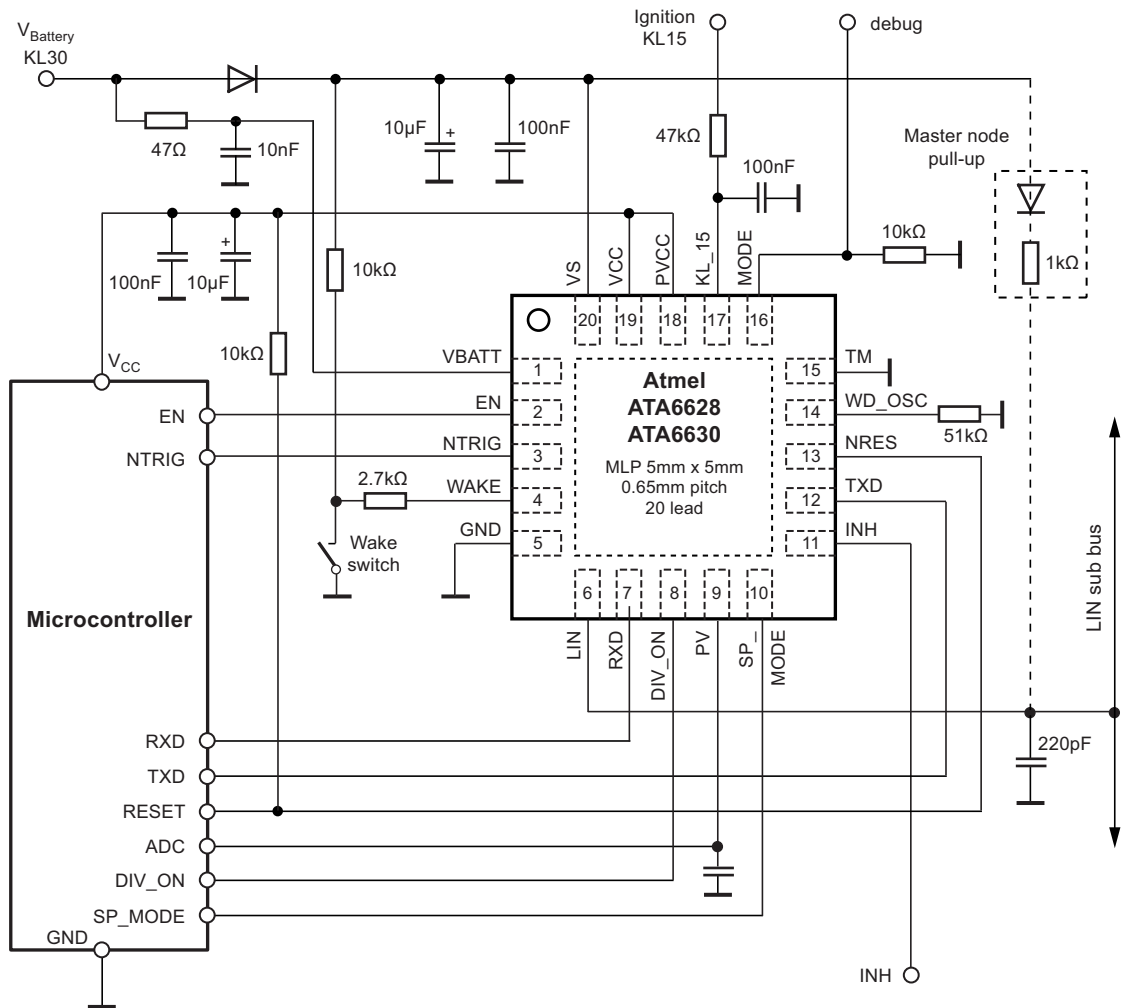 V Battery
KL30
Ignition
KL15
debug
47Ω
10nF
10µF
+
100nF
47kΩ
100nF
Master node
pull-up
10kΩ
1kΩ
100nF
+
10µF
10kΩ
10kΩ
VS
VCC
PVCC
KL_15
MODE
20
19
18
17
16
VCC
VBATT
1
EN
2
NTRIG
3
WAKE
4
GND
5
EN
NTRIG
2.7kΩ
Wake
switch
Atmel
ATA6628
ATA6630
MLP 5mm x 5mm
0.65mm pitch
20 lead
15
TM
14
WD_OSC
51kΩ
13
NRES
12
TXD
11
INH
LIN sub bus
6
7
8
9
10
LIN
RXD
DIV_ON
PV
SP_
MODE
Microcontroller
RXD
TXD
RESET
ADC
DIV_ON
SP_MODE
GND
220pF
INH